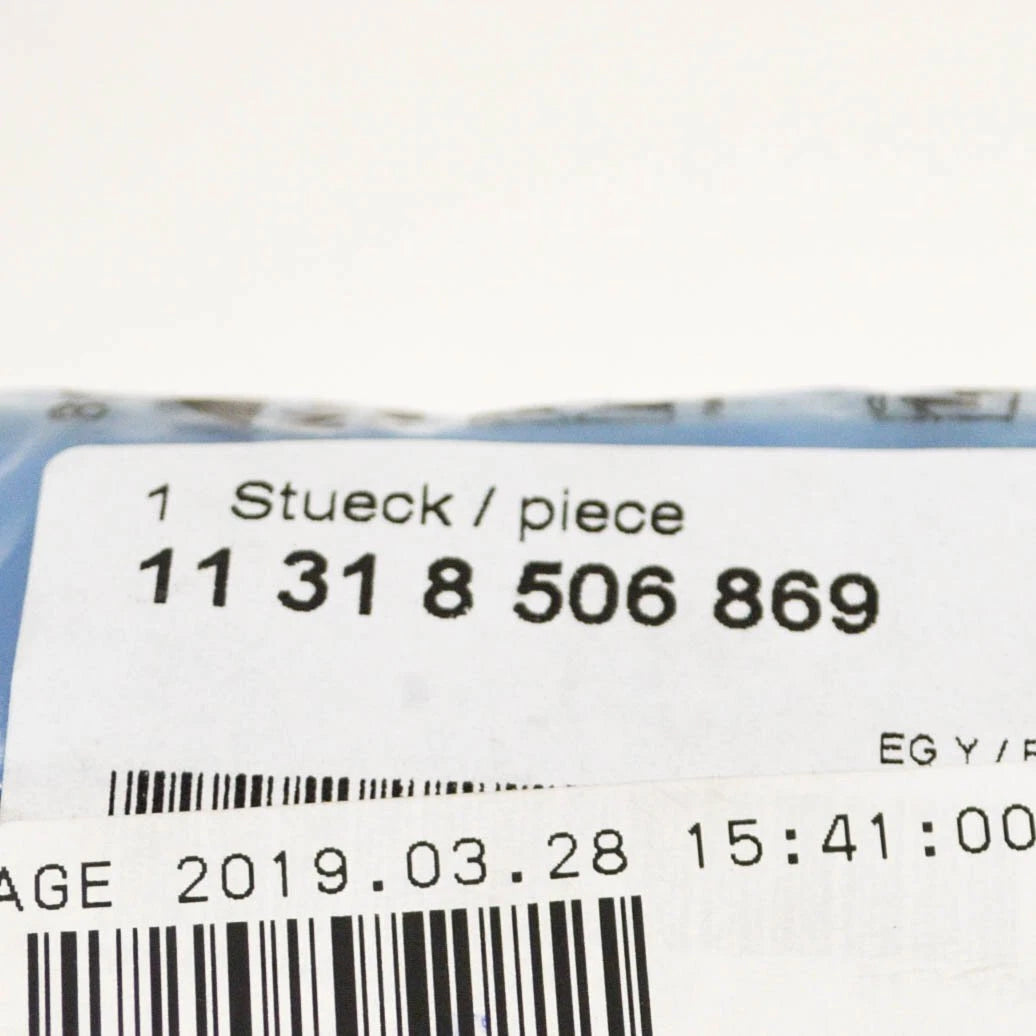 1 Stueck / piece
11 31 8 506 869
EG Y /
AGE 2019.03.28 15:41:00